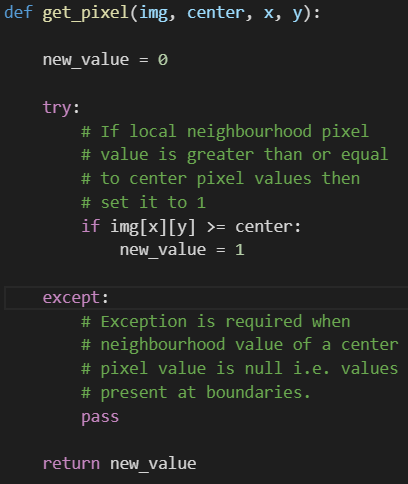 def get_pixel(img, center, x, y):
    new_value = 0
    try:
        # If local neighbourhood pixel
        # value is greater than or equal
        # to center pixel values then
        # set it to 1
        if img[x][y] >= center:
            new_value = 1
    except:
        # Exception is required when
        # neighbourhood value of a center
        # pixel value is null i.e. values
        # present at boundaries.
        pass
    return new_value